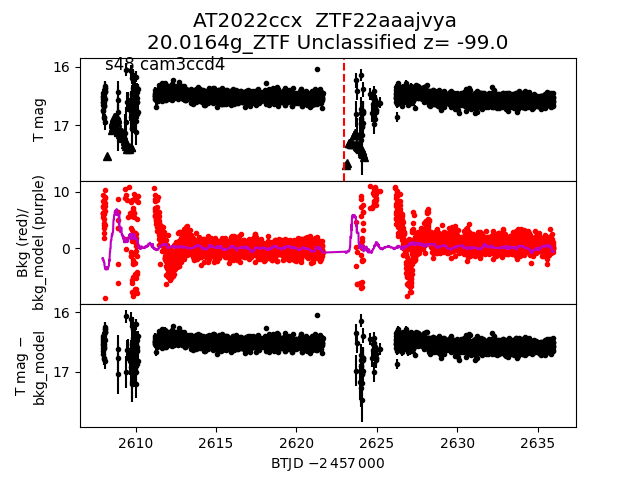 AT2022ccx  ZTF22aaajvya
20.0164g_ZTF Unclassified z= -99.0
s48 cam3ccd4
16
17
T mag
10
0
Bkg (red)/
bkg_model (purple)
16
17
T mag −
bkg_model
2610
2615
2620
2625
2630
2635
BTJD −2 457 000